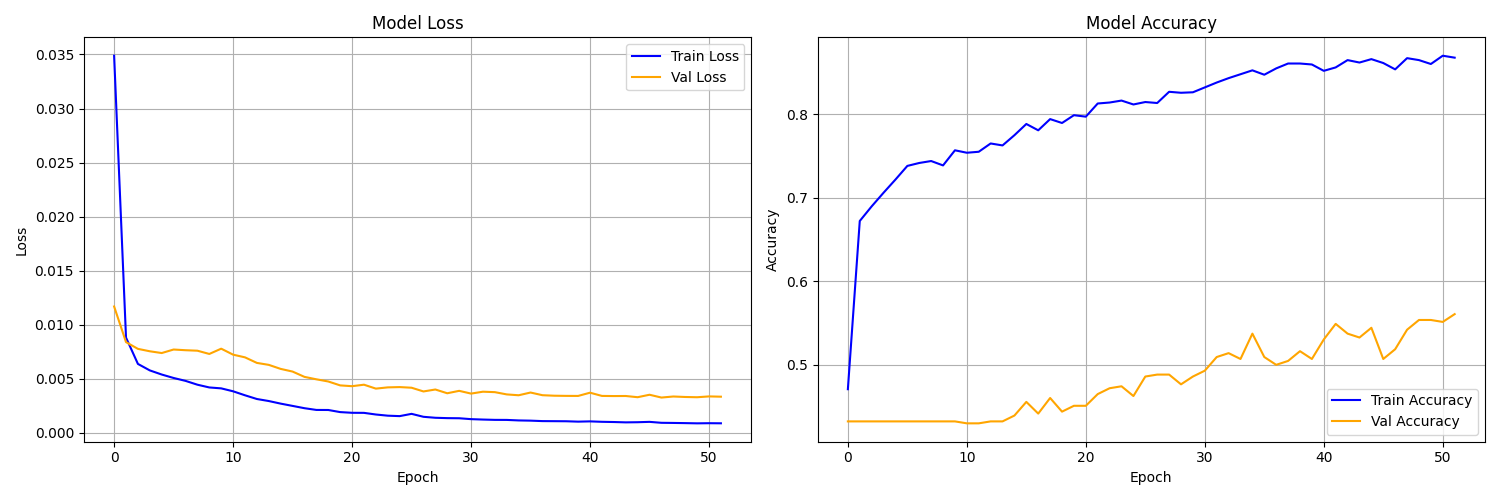 Model Loss
0.035
0.030
0.025
0.020
0.015
0.010
0.005
0.000
Loss
0
10
20
30
40
50
Epoch
Train Loss
Val Loss
Model Accuracy
0.8
0.7
0.6
0.5
Accuracy
0
10
20
30
40
50
Epoch
Train Accuracy
Val Accuracy